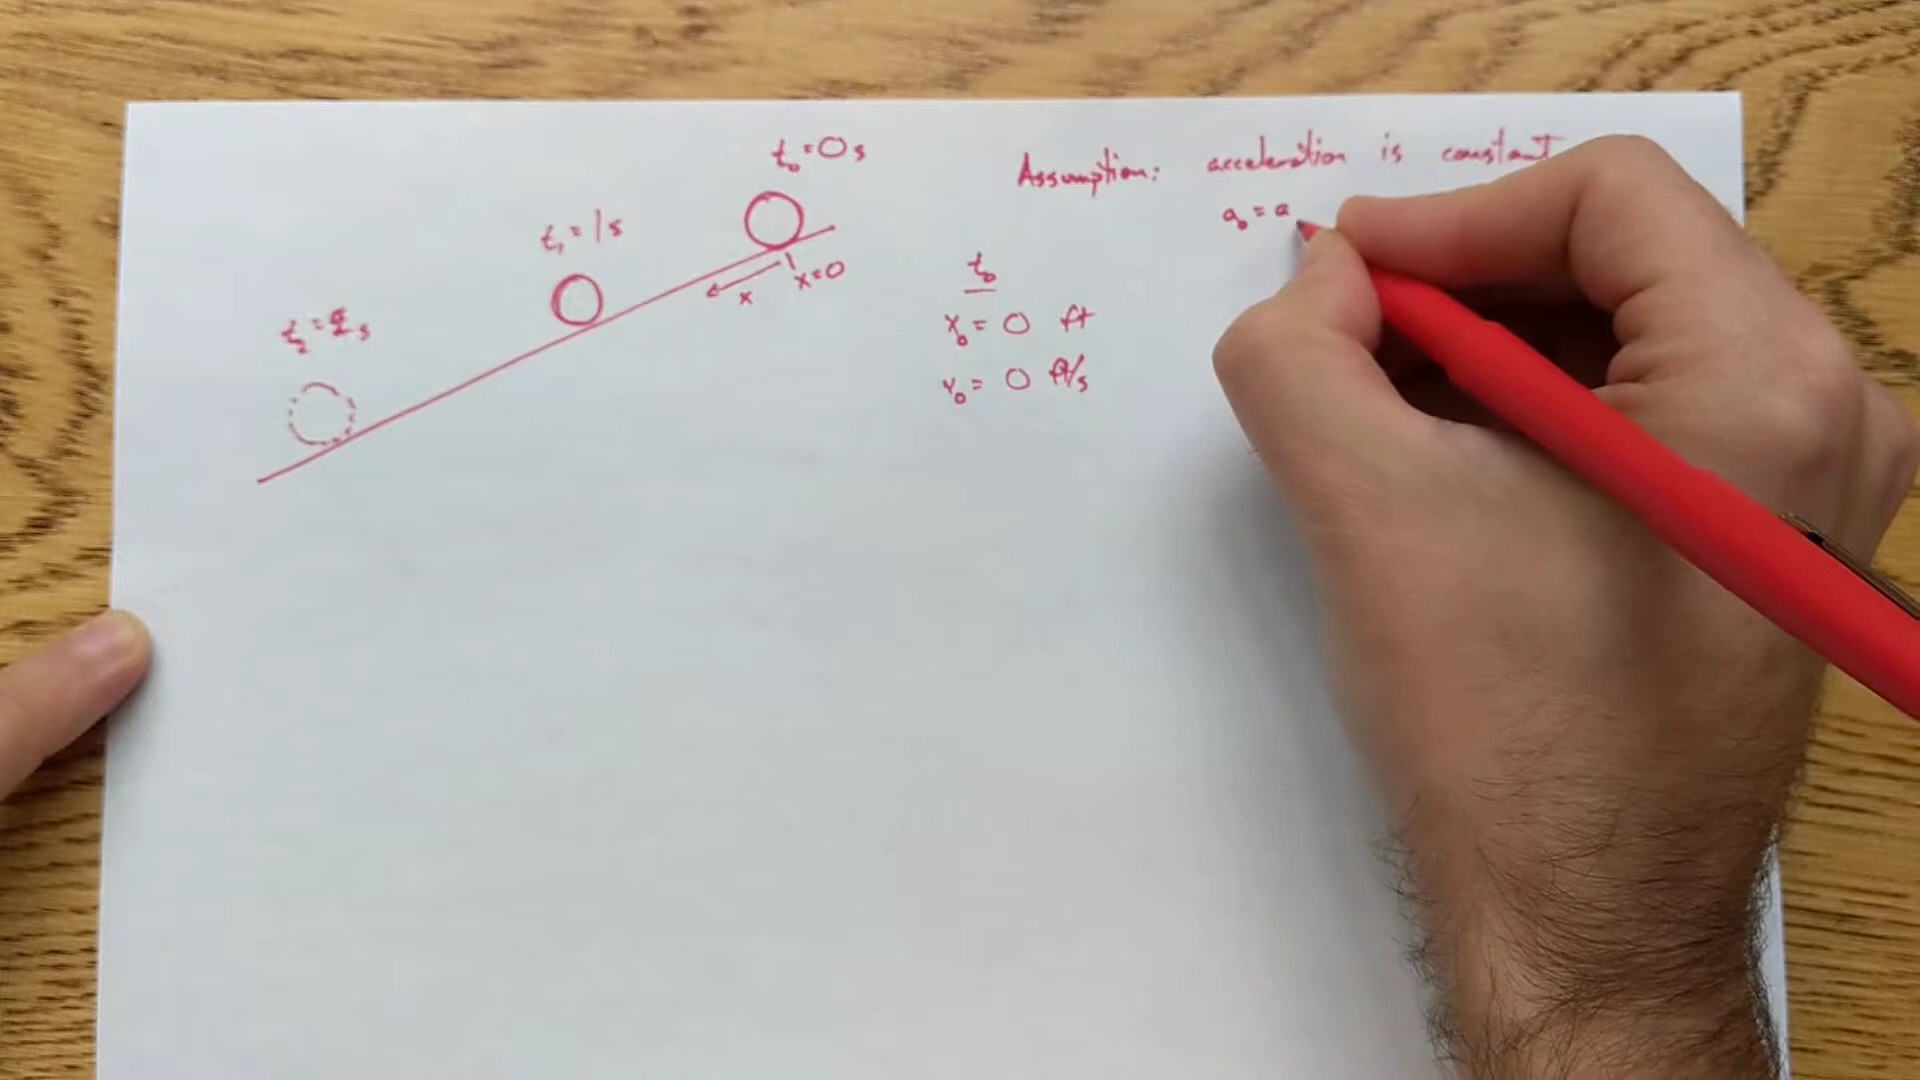 t₀ = 0 s
t₁ = 1 s
x = 0
x
t₂ = 2 s
Assumption: acceleration is constant
a₀ = a
t₀
x₀ = 0 ft
v₀ = 0 ft/s